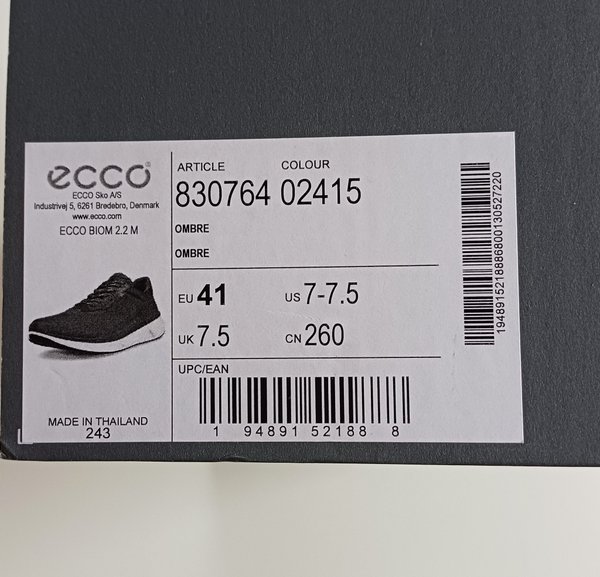 ecco®
ECCO Sko A/S
Industrivej 5, 6261 Bredebro, Denmark
www.ecco.com
ECCO BIOM 2.2 M
MADE IN THAILAND
243
ARTICLE COLOUR
830764 02415
OMBRE
OMBRE
EU 41 US 7-7.5
UK 7.5 CN 260
UPC/EAN
1 94891 52188 8
1948915218886800130527220